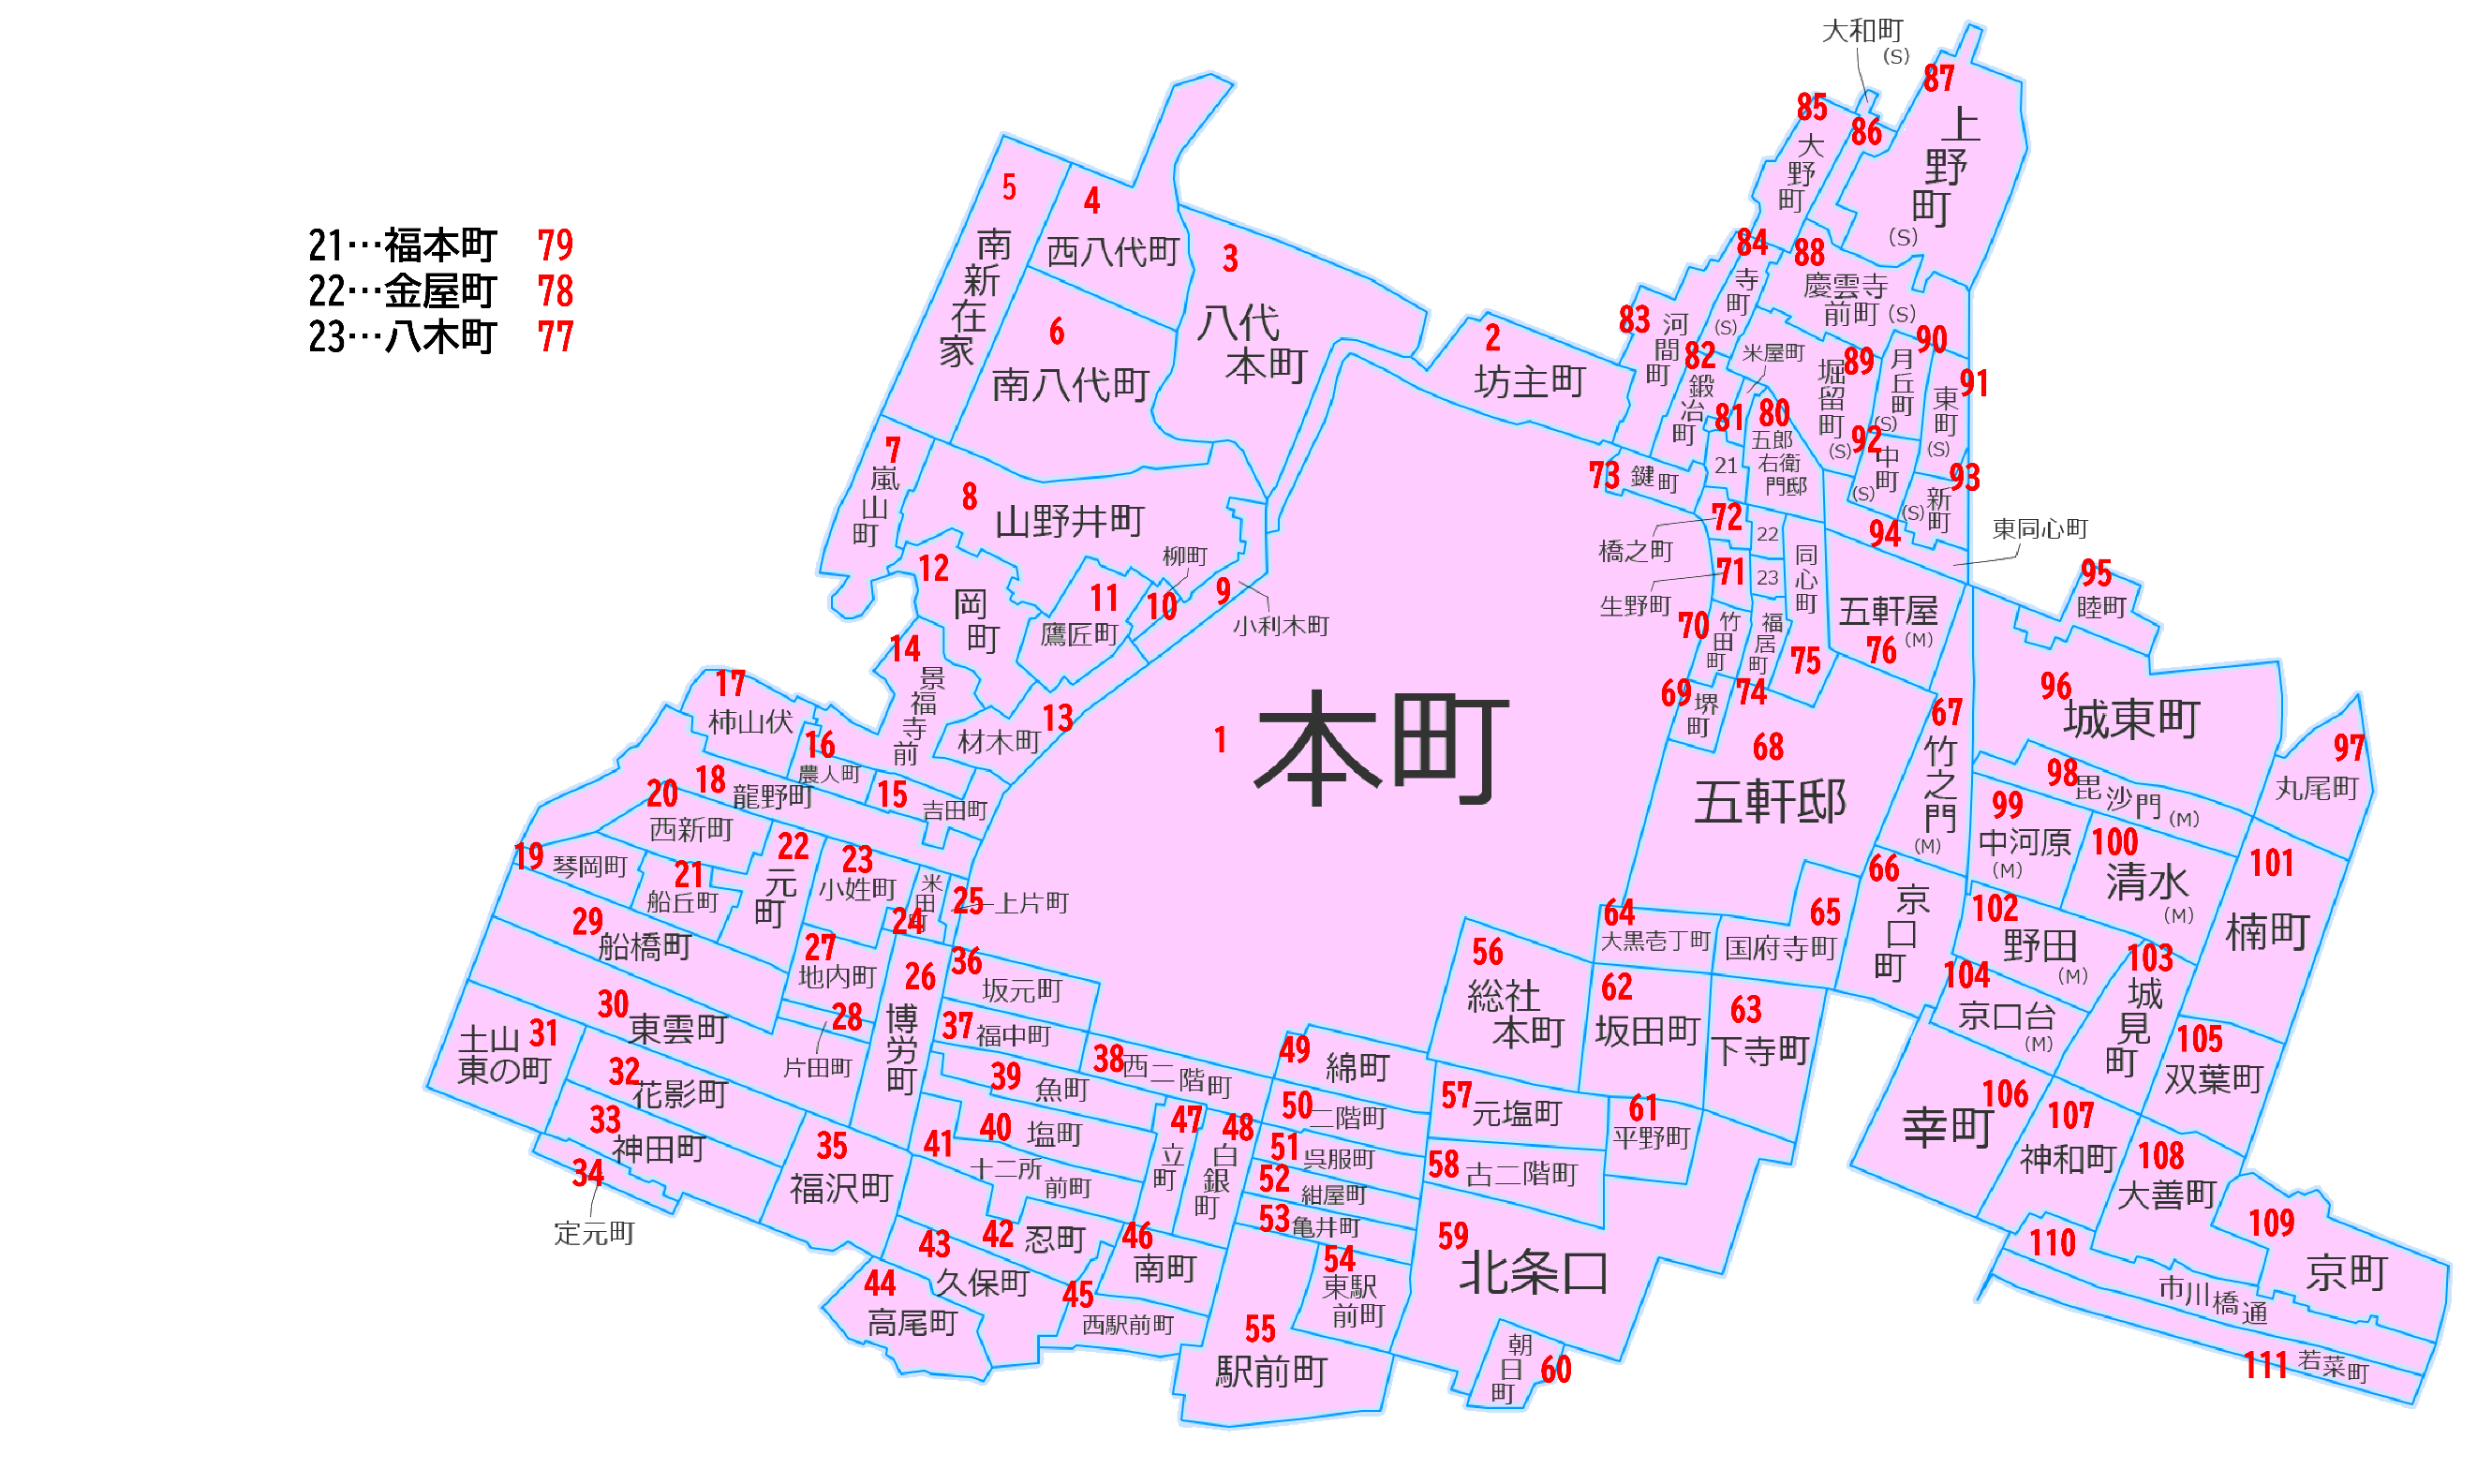 21…福本町 79
22…金屋町 78
23…八木町 77
1 本町
2 坊主町
3 八代本町
4 西八代町
5 南新在家
6 南八代町
7 嵐山町
8 山野井町
9 小利木町
10 柳町
11 鷹匠町
12 岡町
13 材木町
14 景福寺前
15 吉田町
16 農人町
17 柿山伏
18 龍野町
19 琴岡町
20 西新町
21 船丘町
22 元町
23 小姓町
24 米田町
25 上片町
26 博労町
27 地内町
28 片田町
29 船橋町
30 東雲町
31 土山東の町
32 花影町
33 神田町
34 定元町
35 福沢町
36 坂元町
37 福中町
38 西二階町
39 魚町
40 塩町
41 十二所前町
42 忍町
43 久保町
44 高尾町
45 西駅前町
46 南町
47 立町
48 白銀町
49 綿町
50 二階町
51 呉服町
52 紺屋町
53 亀井町
54 東駅前町
55 駅前町
56 総社本町
57 元塩町
58 古二階町
59 北条口
60 朝日町
61 平野町
62 坂田町
63 下寺町
64 大黒壱丁町
65 国府寺町
66 京口町
67 竹之門(M)
68 五軒邸
69 堺町
70 竹田町
71 生野町
72 橋之町
73 鍵町
74 福居町
75 同心町
76 五軒屋(M)
23
22
21
80 五郎右衛門邸
81 米屋町
82 鍛冶町
83 河間町
84 寺町(S)
85 大野町
86 大和町(S)
87 上野町(S)
88 慶雲寺前町(S)
89 堀留町(S)
90 月丘町(S)
91 東町(S)
92 中町(S)
93 新町(S)
94 東同心町
95 睦町
96 城東町
97 丸尾町
98 毘沙門(M)
99 中河原(M)
100 清水(M)
101 楠町
102 野田(M)
103 城見町
104 京口台(M)
105 双葉町
106 幸町
107 神和町
108 大善町
109 京町
110 市川橋通
111 若菜町